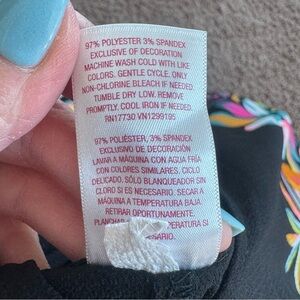 97% POLYESTER 3% SPANDEX
EXCLUSIVE OF DECORATION
MACHINE WASH COLD WITH LIKE
COLORS. GENTLE CYCLE. ONLY
NON-CHLORINE BLEACH IF NEEDED.
TUMBLE DRY LOW. REMOVE
PROMPTLY, COOL IRON IF NEEDED.
RN17730 VN1299195
97% POLIÉSTER, 3% SPANDEX
EXCLUSIVO DE DECORACIÓN
LAVAR A MÁQUINA CON AGUA FRÍA
CON COLORES SIMILARES. CICLO
DELICADO. SÓLO BLANQUEADOR SIN
CLORO SI ES NECESARIO. SECAR A
MÁQUINA A TEMPERATURA BAJA.
RETIRAR OPORTUNAMENTE.
SI